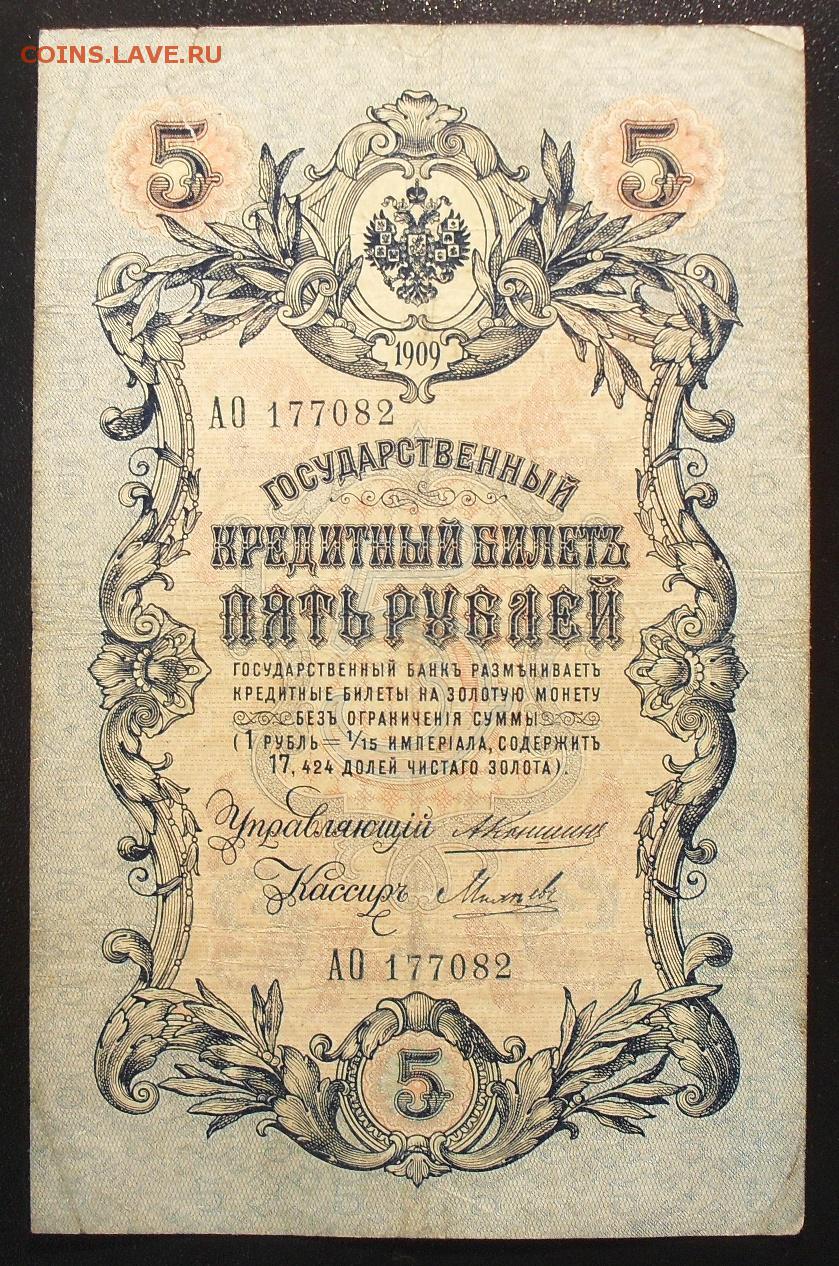 COINS.LAVE.RU
5 5
1909
АО 177082
ГОСУДАРСТВЕННЫЙ
КРЕДИТНЫЙ БИЛЕТЪ
ПЯТЬ РУБЛЕЙ
ГОСУДАРСТВЕННЫЙ БАНКЪ РАЗМѢНИВАЕТЪ
КРЕДИТНЫЕ БИЛЕТЫ НА ЗОЛОТУЮ МОНЕТУ
БЕЗЪ ОГРАНИЧЕНІЯ СУММЫ
(1 РУБЛЬ = 1/15 ИМПЕРІАЛА, СОДЕРЖИТЪ
17, 424 ДОЛЕЙ ЧИСТАГО ЗОЛОТА).
Управляющій АКоншинъ
Кассиръ Михѣевъ
АО 177082
5